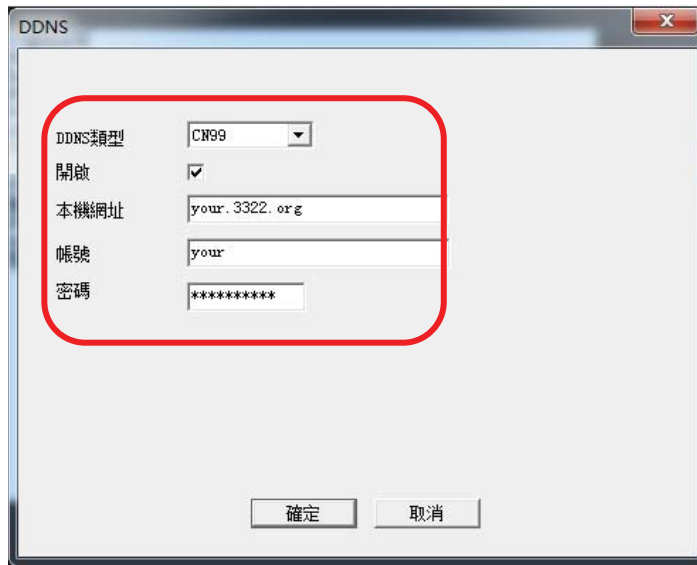 DDNS
DDNS類型 CN99
開啟
本機網址 your.3322.org
帳號 your
密碼 **********
確定 取消